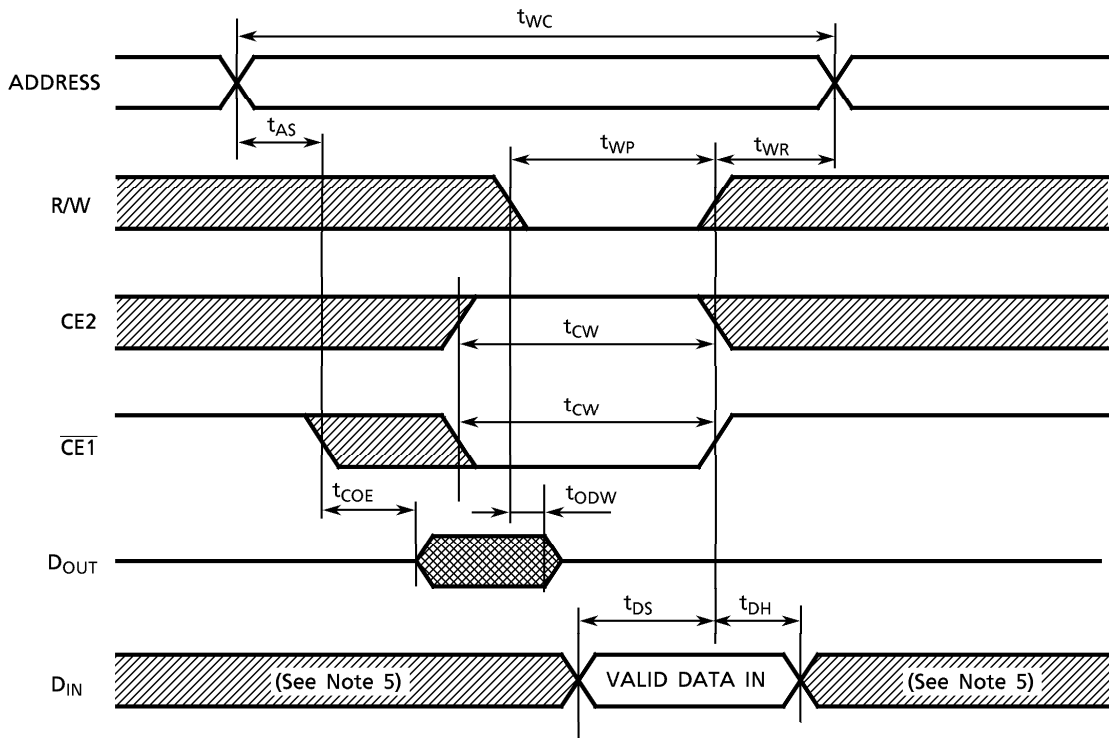 tWC
ADDRESS
tAS
tWP
tWR
R/W
CE2
tCW
CE1
tCW
tCOE
tODW
DOUT
tDS
tDH
DIN
(See Note 5)
VALID DATA IN
(See Note 5)